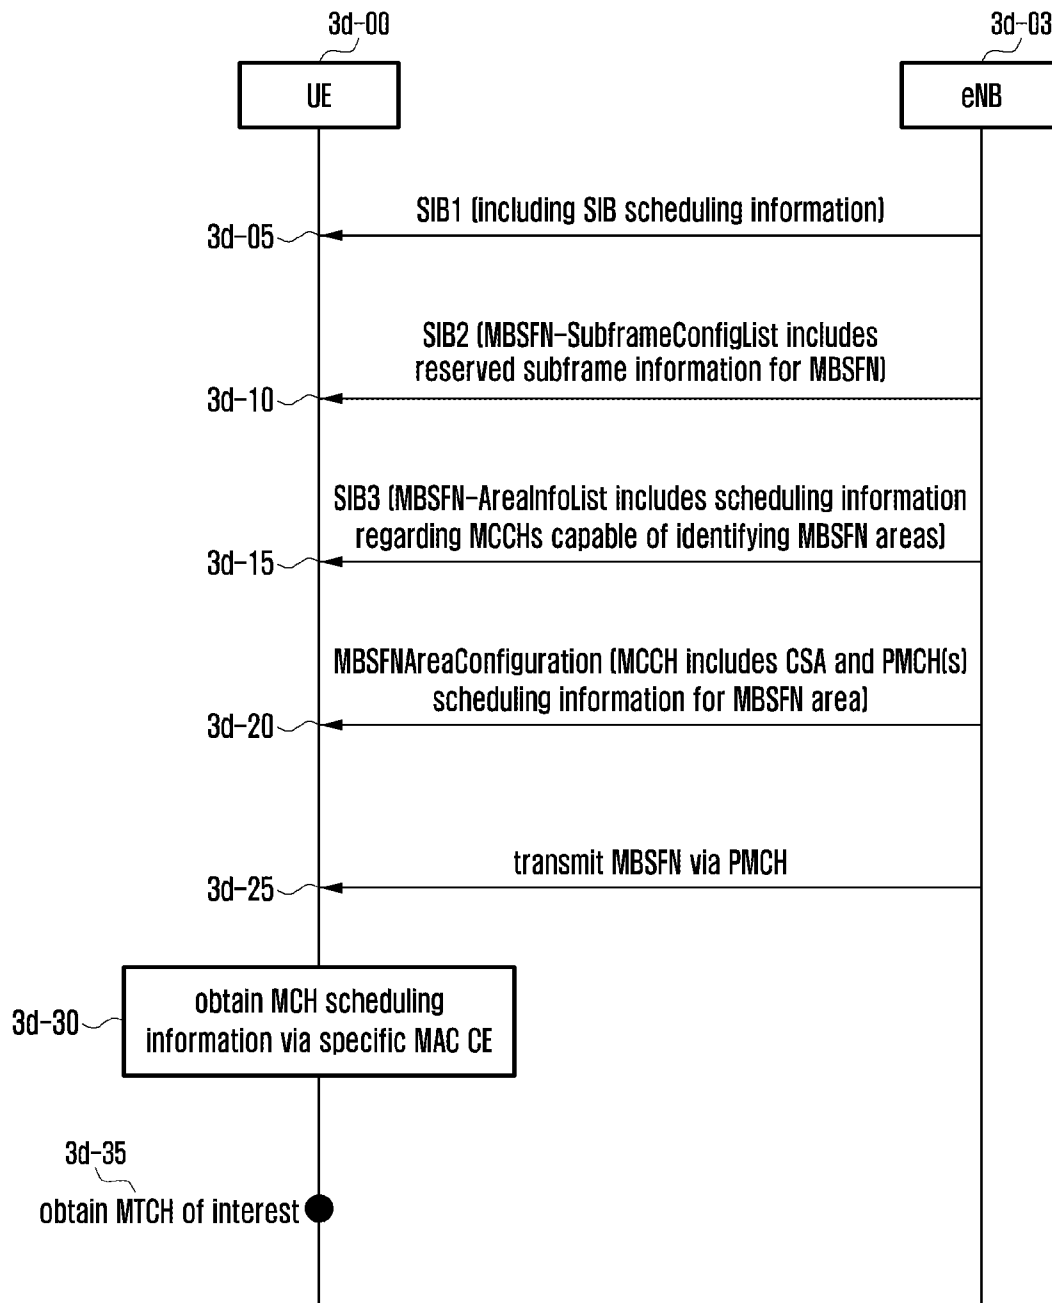 3d-00
3d-03
UE
eNB
SIB1 (including SIB scheduling information)
3d-05
SIB2 (MBSFN-SubframeConfigList includes
reserved subframe information for MBSFN)
3d-10
SIB3 (MBSFN-AreaInfoList includes scheduling information
regarding MCCHs capable of identifying MBSFN areas)
3d-15
MBSFNAreaConfiguration (MCCH includes CSA and PMCH(s)
scheduling information for MBSFN area)
3d-20
transmit MBSFN via PMCH
3d-25
obtain MCH scheduling
3d-30
information via specific MAC CE
3d-35
obtain MTCH of interest